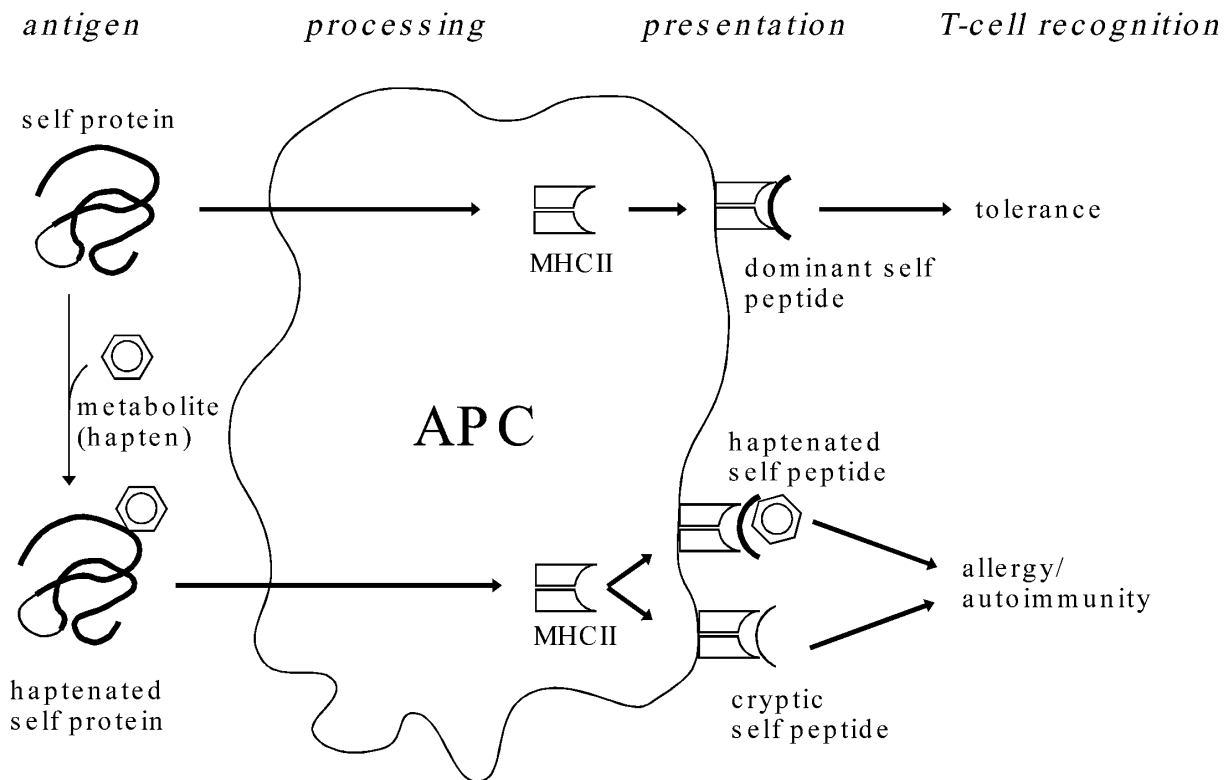 antigen processing presentation T-cell recognition
self protein
MHCII
dominant self
peptide
tolerance
metabolite
(hapten)
APC
haptenated
self peptide
MHCII
allergy/
autoimmunity
haptenated
self protein
cryptic
self peptide